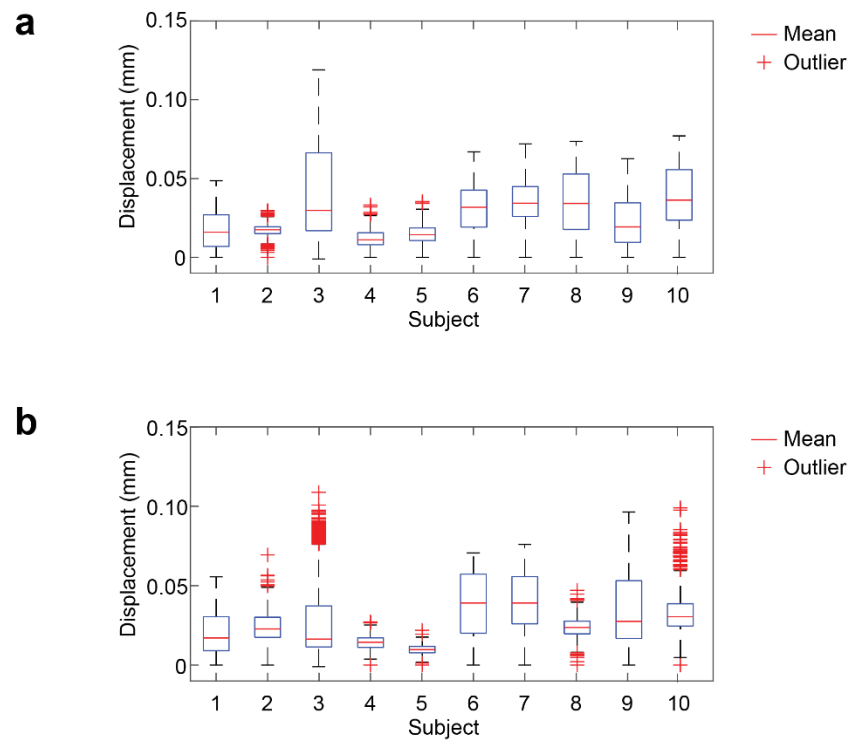 a
0.15
0.10
0.05
0
Displacement (mm)
1 2 3 4 5 6 7 8 9 10
Subject
Mean
Outlier
b
0.15
0.10
0.05
0
Displacement (mm)
1 2 3 4 5 6 7 8 9 10
Subject
Mean
Outlier